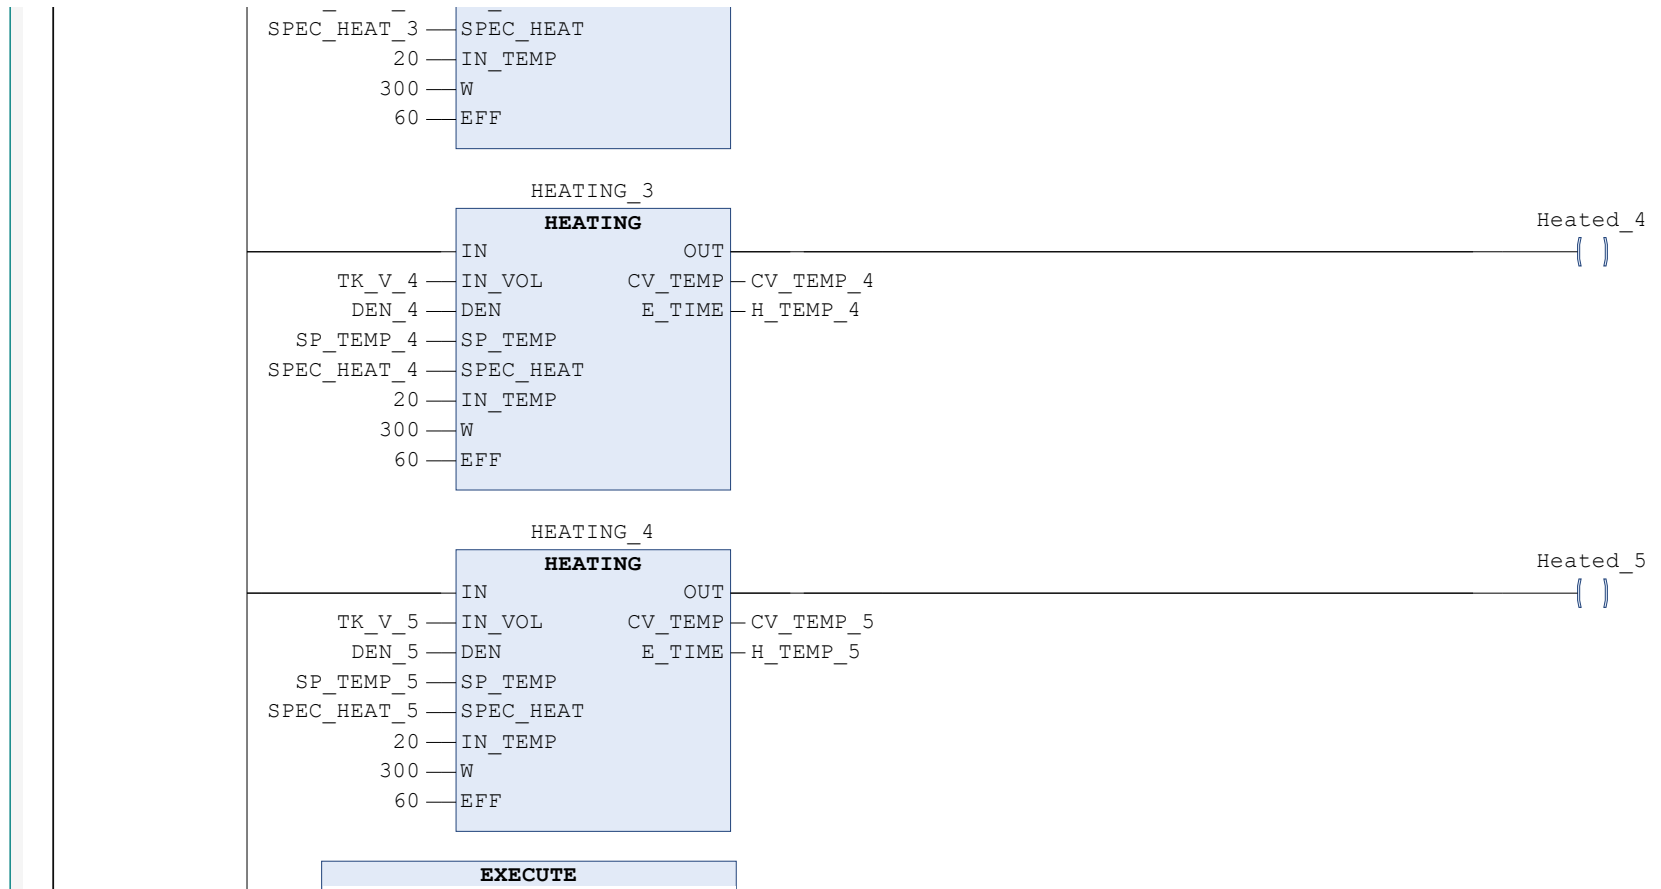 SPEC_HEAT_3 SPEC_HEAT
20 IN_TEMP
300 W
60 EFF
HEATING_3
HEATING Heated_4
IN OUT ( )
TK_V_4 IN_VOL CV_TEMP CV_TEMP_4
DEN_4 DEN E_TIME H_TEMP_4
SP_TEMP_4 SP_TEMP
SPEC_HEAT_4 SPEC_HEAT
20 IN_TEMP
300 W
60 EFF
HEATING_4
HEATING Heated_5
IN OUT ( )
TK_V_5 IN_VOL CV_TEMP CV_TEMP_5
DEN_5 DEN E_TIME H_TEMP_5
SP_TEMP_5 SP_TEMP
SPEC_HEAT_5 SPEC_HEAT
20 IN_TEMP
300 W
60 EFF
EXECUTE